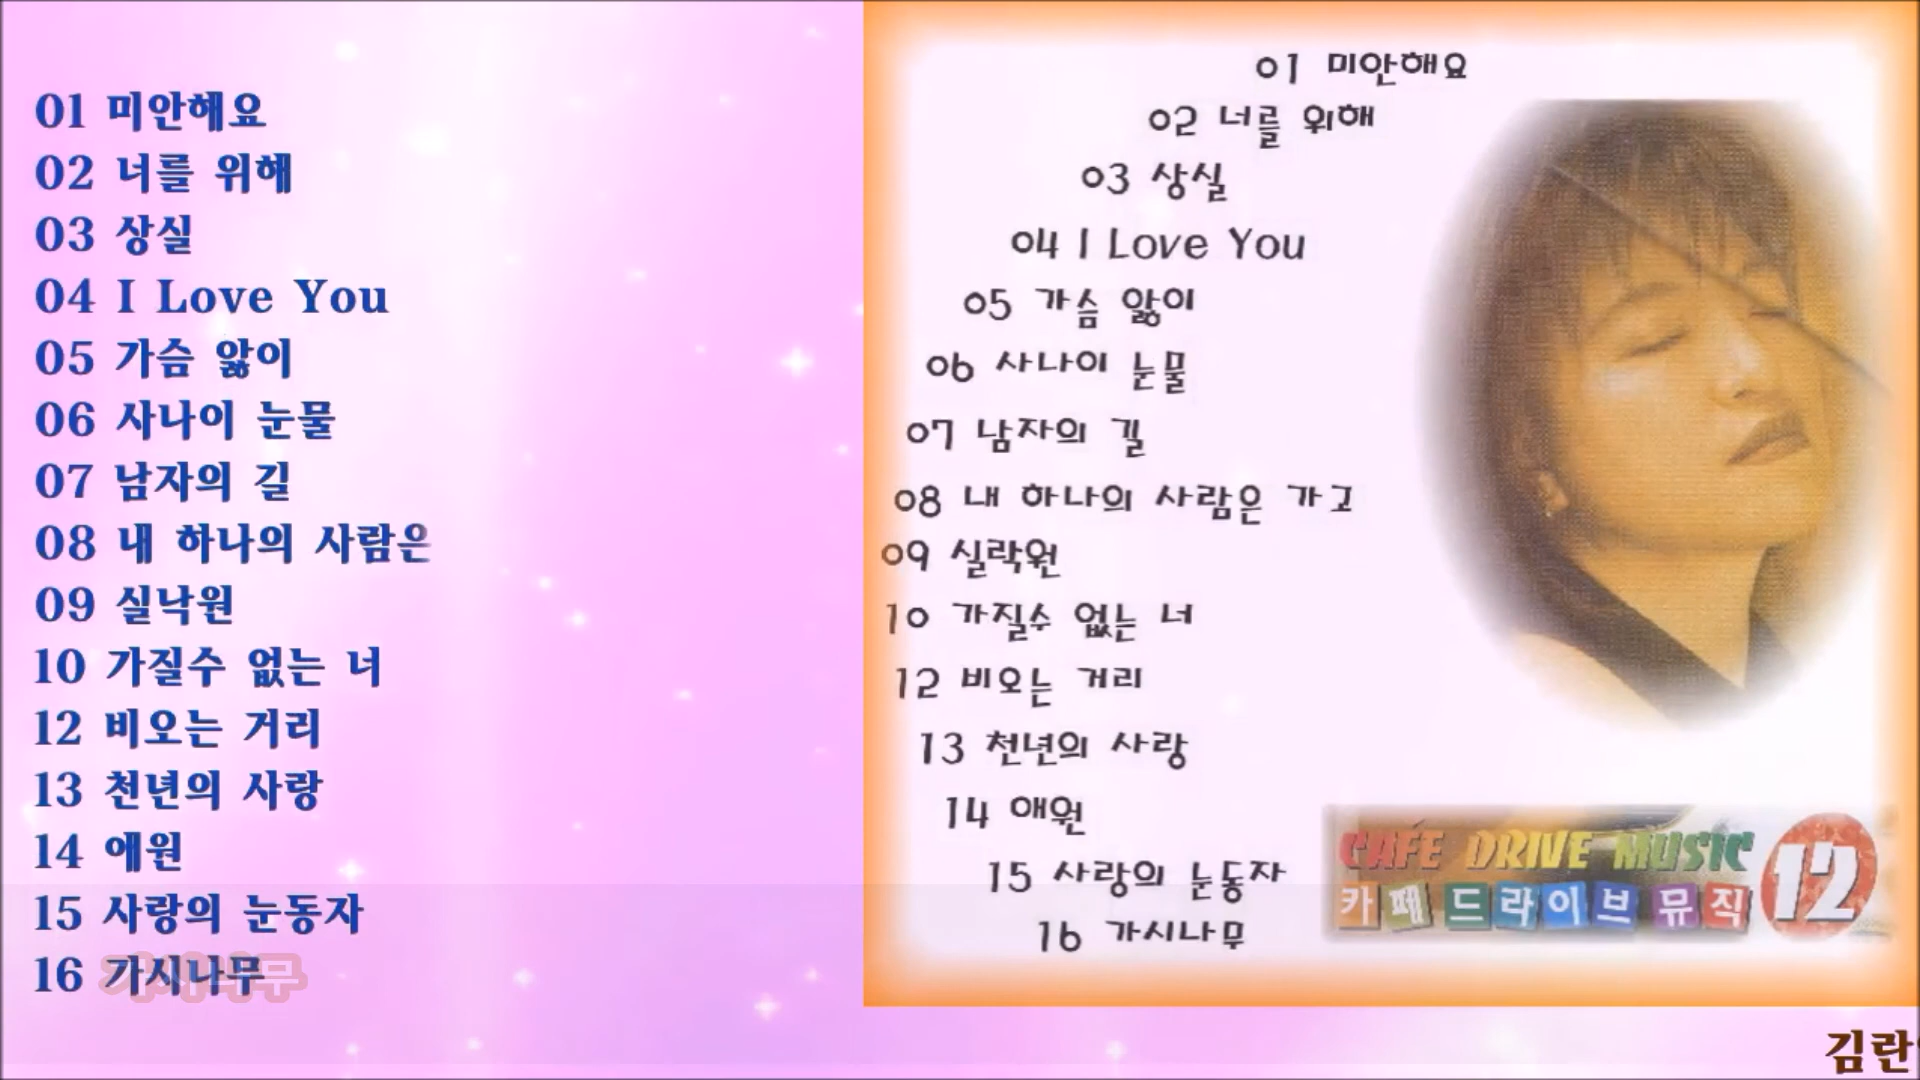 01 미안해요
02 너를 위해
03 상실
04 I Love You
05 가슴 앓이
06 사나이 눈물
07 남자의 길
08 내 하나의 사람은
09 실낙원
10 가질수 없는 너
12 비오는 거리
13 천년의 사랑
14 애원
15 사랑의 눈동자
16 가시나무
01 미안해요
02 너를 위해
03 상실
04 I Love You
05 가슴 앓이
06 사나이 눈물
07 남자의 길
08 내 하나의 사람은 가고
09 실락원
10 가질수 없는 너
12 비오는 거리
13 천년의 사랑
14 애원
15 사랑의 눈동자
16 가시나무
CAFE DRIVE MUSIC 12
카페 드라이브 뮤직
김란